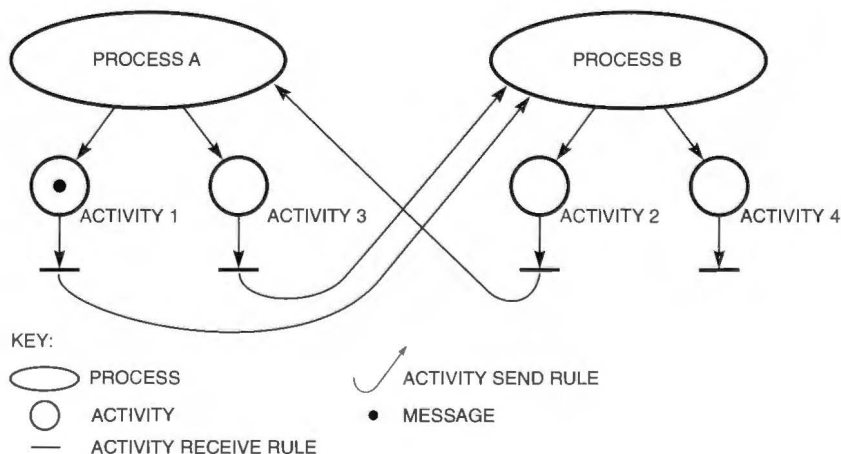 PROCESS A
PROCESS B
ACTIVITY 1
ACTIVITY 3
ACTIVITY 2
ACTIVITY 4
KEY:
PROCESS
ACTIVITY SEND RULE
ACTIVITY
MESSAGE
ACTIVITY RECEIVE RULE